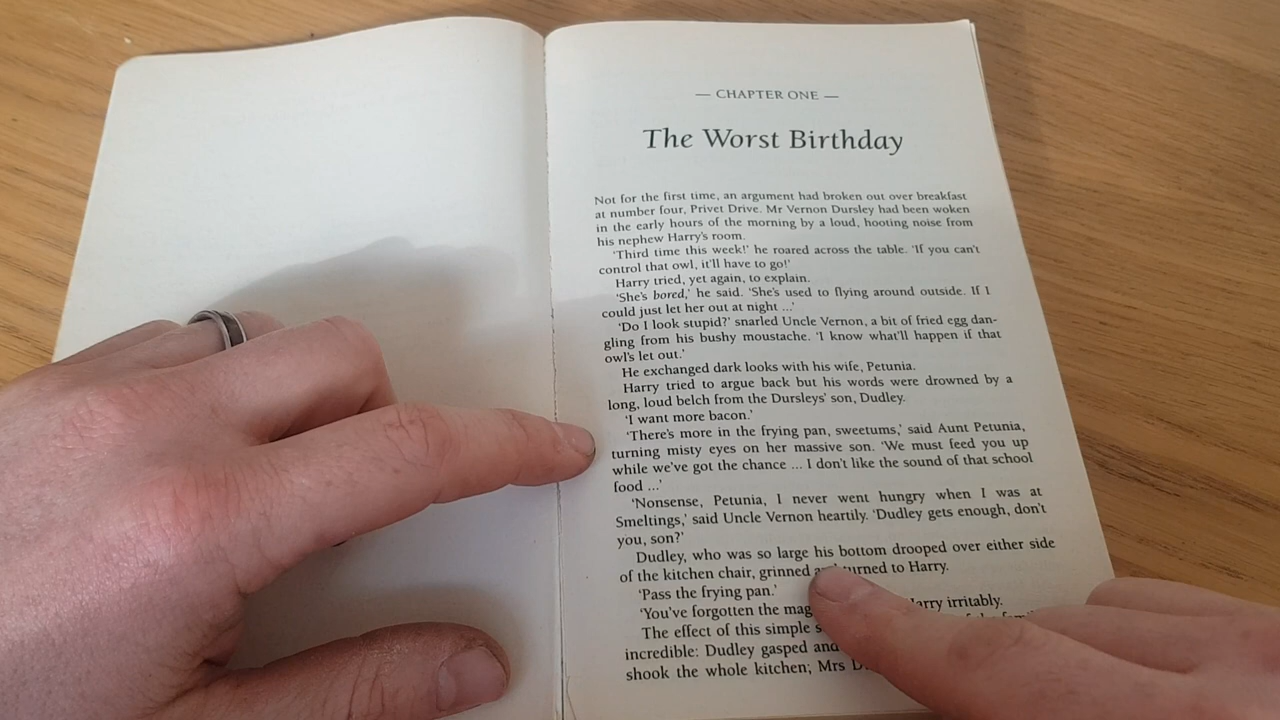 — CHAPTER ONE —
The Worst Birthday
Not for the first time, an argument had broken out over breakfast
at number four, Privet Drive. Mr Vernon Dursley had been woken
in the early hours of the morning by a loud, hooting noise from
his nephew Harry's room.
‘Third time this week!’ he roared across the table. ‘If you can't
control that owl, it'll have to go!’
Harry tried, yet again, to explain.
‘She's bored,’ he said. ‘She's used to flying around outside. If I
could just let her out at night ...’
‘Do I look stupid?’ snarled Uncle Vernon, a bit of fried egg dan-
gling from his bushy moustache. ‘I know what'll happen if that
owl's let out.’
He exchanged dark looks with his wife, Petunia.
Harry tried to argue back but his words were drowned by a
long, loud belch from the Dursleys' son, Dudley.
‘I want more bacon.’
‘There's more in the frying pan, sweetums,’ said Aunt Petunia,
turning misty eyes on her massive son. ‘We must feed you up
while we've got the chance ... I don't like the sound of that school
food ...’
‘Nonsense, Petunia, I never went hungry when I was at
Smeltings,’ said Uncle Vernon heartily. ‘Dudley gets enough, don't
you, son?’
Dudley, who was so large his bottom drooped over either side
of the kitchen chair, grinned and turned to Harry.
‘Pass the frying pan.’
‘You've forgotten the Harry irritably.
The effect of this simple of the
incredible: Dudley gasped and
shook the whole kitchen; Mrs